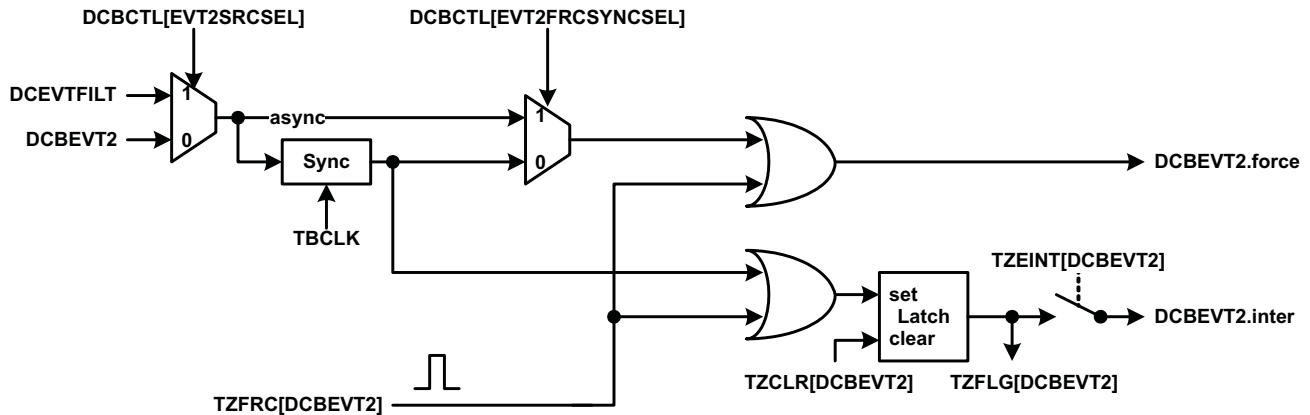 DCBCTL[EVT2SRCSEL]
DCBCTL[EVT2FRCSYNCSEL]
DCEVTFILT
1
async
1
DCBEVT2
0
Sync
0
DCBEVT2.force
TBCLK
TZEINT[DCBEVT2]
set
Latch
clear
DCBEVT2.inter
TZCLR[DCBEVT2]
TZFLG[DCBEVT2]
TZFRC[DCBEVT2]